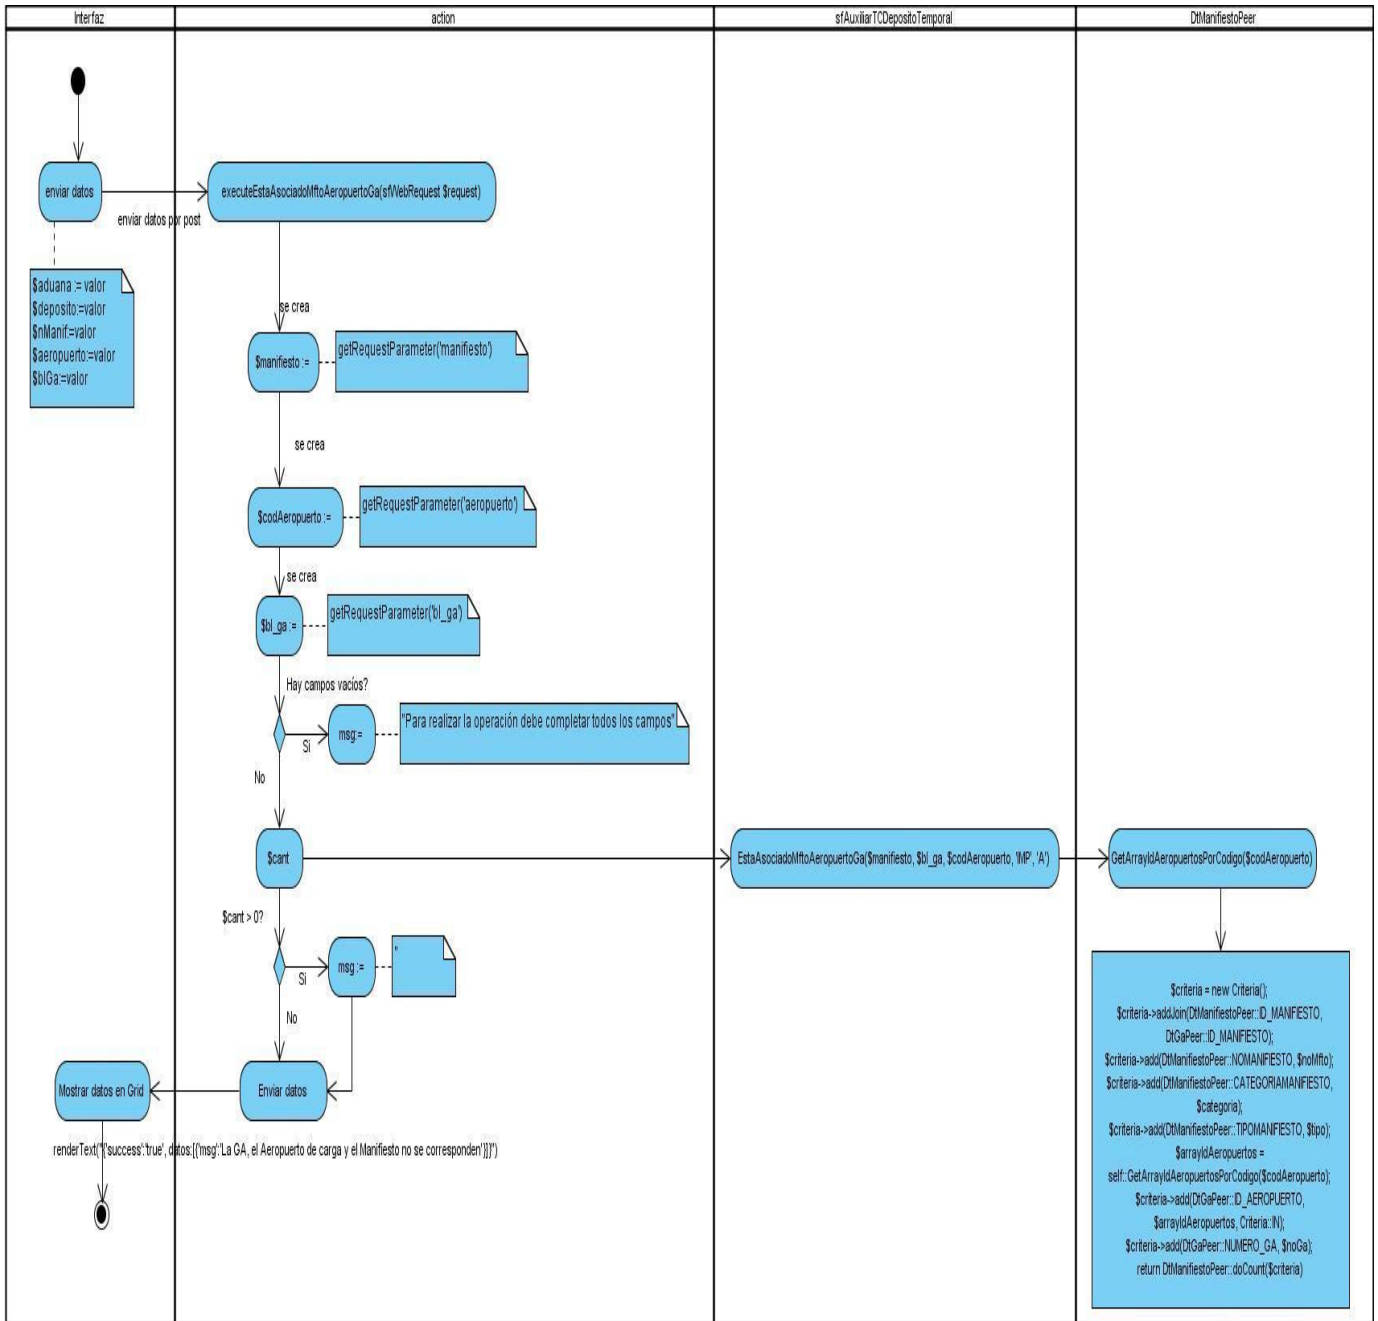 Interfaz
action
sfAuxiliarTCDepositoTemporal
DtManifiestoPeer
enviar datos
executeEstaAsociadoMftoAeropuertoGa(sfWebRequest $request)
enviar datos por post
$aduana := valor
$deposito:=valor
$nManif:=valor
$aeropuerto:=valor
$blGa:=valor
se crea
$manifiesto :=
getRequestParameter('manifiesto')
se crea
$codAeropuerto :=
getRequestParameter('aeropuerto')
se crea
$bl_ga :=
getRequestParameter('bl_ga')
Hay campos vacíos?
Si
msg:=
"Para realizar la operación debe completar todos los campos"
No
$cant
EstaAsociadoMftoAeropuertoGa($manifiesto, $bl_ga, $codAeropuerto, 'IMP', 'A')
GetArrayIdAeropuertosPorCodigo($codAeropuerto)
$cant > 0?
Si
msg :=
"
No
$criteria = new Criteria();
$criteria->addJoin(DtManifiestoPeer::ID_MANIFIESTO,
DtGaPeer::ID_MANIFIESTO);
$criteria->add(DtManifiestoPeer::NOMANIFIESTO, $noMfto);
$criteria->add(DtManifiestoPeer::CATEGORIAMANIFIESTO,
$categoria);
$criteria->add(DtManifiestoPeer::TIPOMANIFIESTO, $tipo);
$arrayIdAeropuertos =
self::GetArrayIdAeropuertosPorCodigo($codAeropuerto);
$criteria->add(DtGaPeer::ID_AEROPUERTO,
$arrayIdAeropuertos, Criteria::IN);
$criteria->add(DtGaPeer::NUMERO_GA, $noGa);
return DtManifiestoPeer::doCount($criteria)
Mostrar datos en Grid
Enviar datos
renderText("{'success':'true', datos:[{'msg':'La GA, el Aeropuerto de carga y el Manifiesto no se corresponden'}]}")